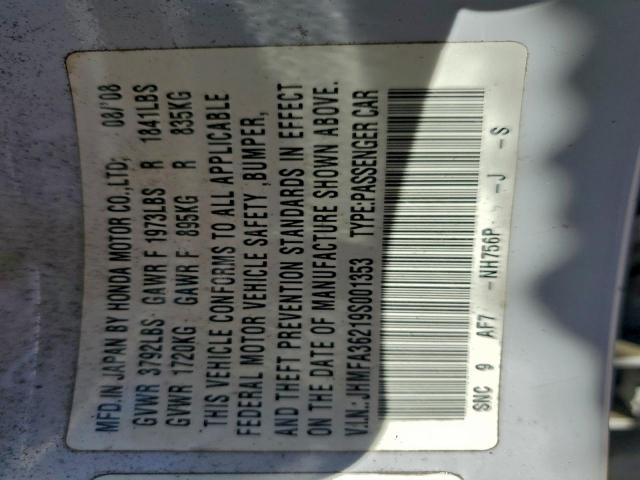 MFD.IN JAPAN BY HONDA MOTOR CO.,LTD; 08/'08
GVWR 3792LBS GAWR F 1973LBS R 1841LBS
GVWR 1720KG GAWR F 895KG R 835KG
THIS VEHICLE CONFORMS TO ALL APPLICABLE
FEDERAL MOTOR VEHICLE SAFETY ,BUMPER,
AND THEFT PREVENTION STANDARDS IN EFFECT
ON THE DATE OF MANUFACTURE SHOWN ABOVE.
V.I.N.:JHMFA36219S001353 TYPE:PASSENGER CAR
SNC 9 AF7 -NH756P- -J -S